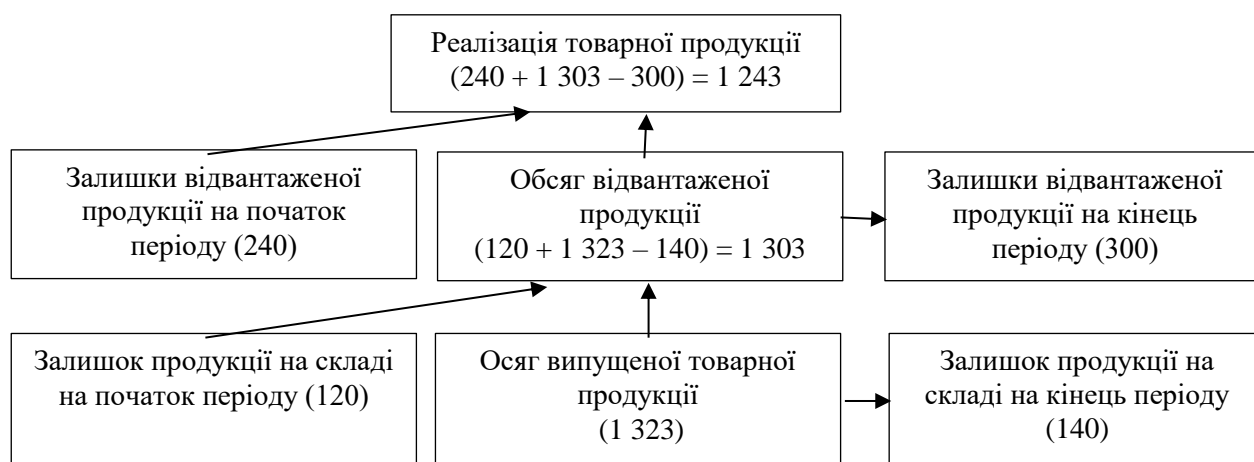 Реалізація товарної продукції
(240 + 1 303 – 300) = 1 243
Залишки відвантаженої
продукції на початок
періоду (240)
Обсяг відвантаженої
продукції
(120 + 1 323 – 140) = 1 303
Залишки відвантаженої
продукції на кінець
періоду (300)
Залишок продукції на складі
на початок періоду (120)
Осяг випущеної товарної
продукції
(1 323)
Залишок продукції на
складі на кінець періоду
(140)